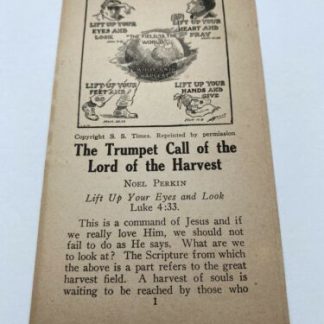 LIFT UP YOUR
EYES AND
LOOK
LIFT UP YOUR
HEART AND
PRAY
THE FIELD IS THE
WORLD
LIFT UP YOUR
FEET AND
GO
LIFT UP YOUR
HANDS AND
GIVE
Copyright S. S. Times. Reprinted by permission
The Trumpet Call of the
Lord of the Harvest
NOEL PERKIN
Lift Up Your Eyes and Look
Luke 4:33.
This is a command of Jesus and if
we really love Him, we should not
fail to do as He says. What are we
to look at? The Scripture from which
the above is a part refers to the great
harvest field. A harvest of souls is
waiting to be reached by those who
1